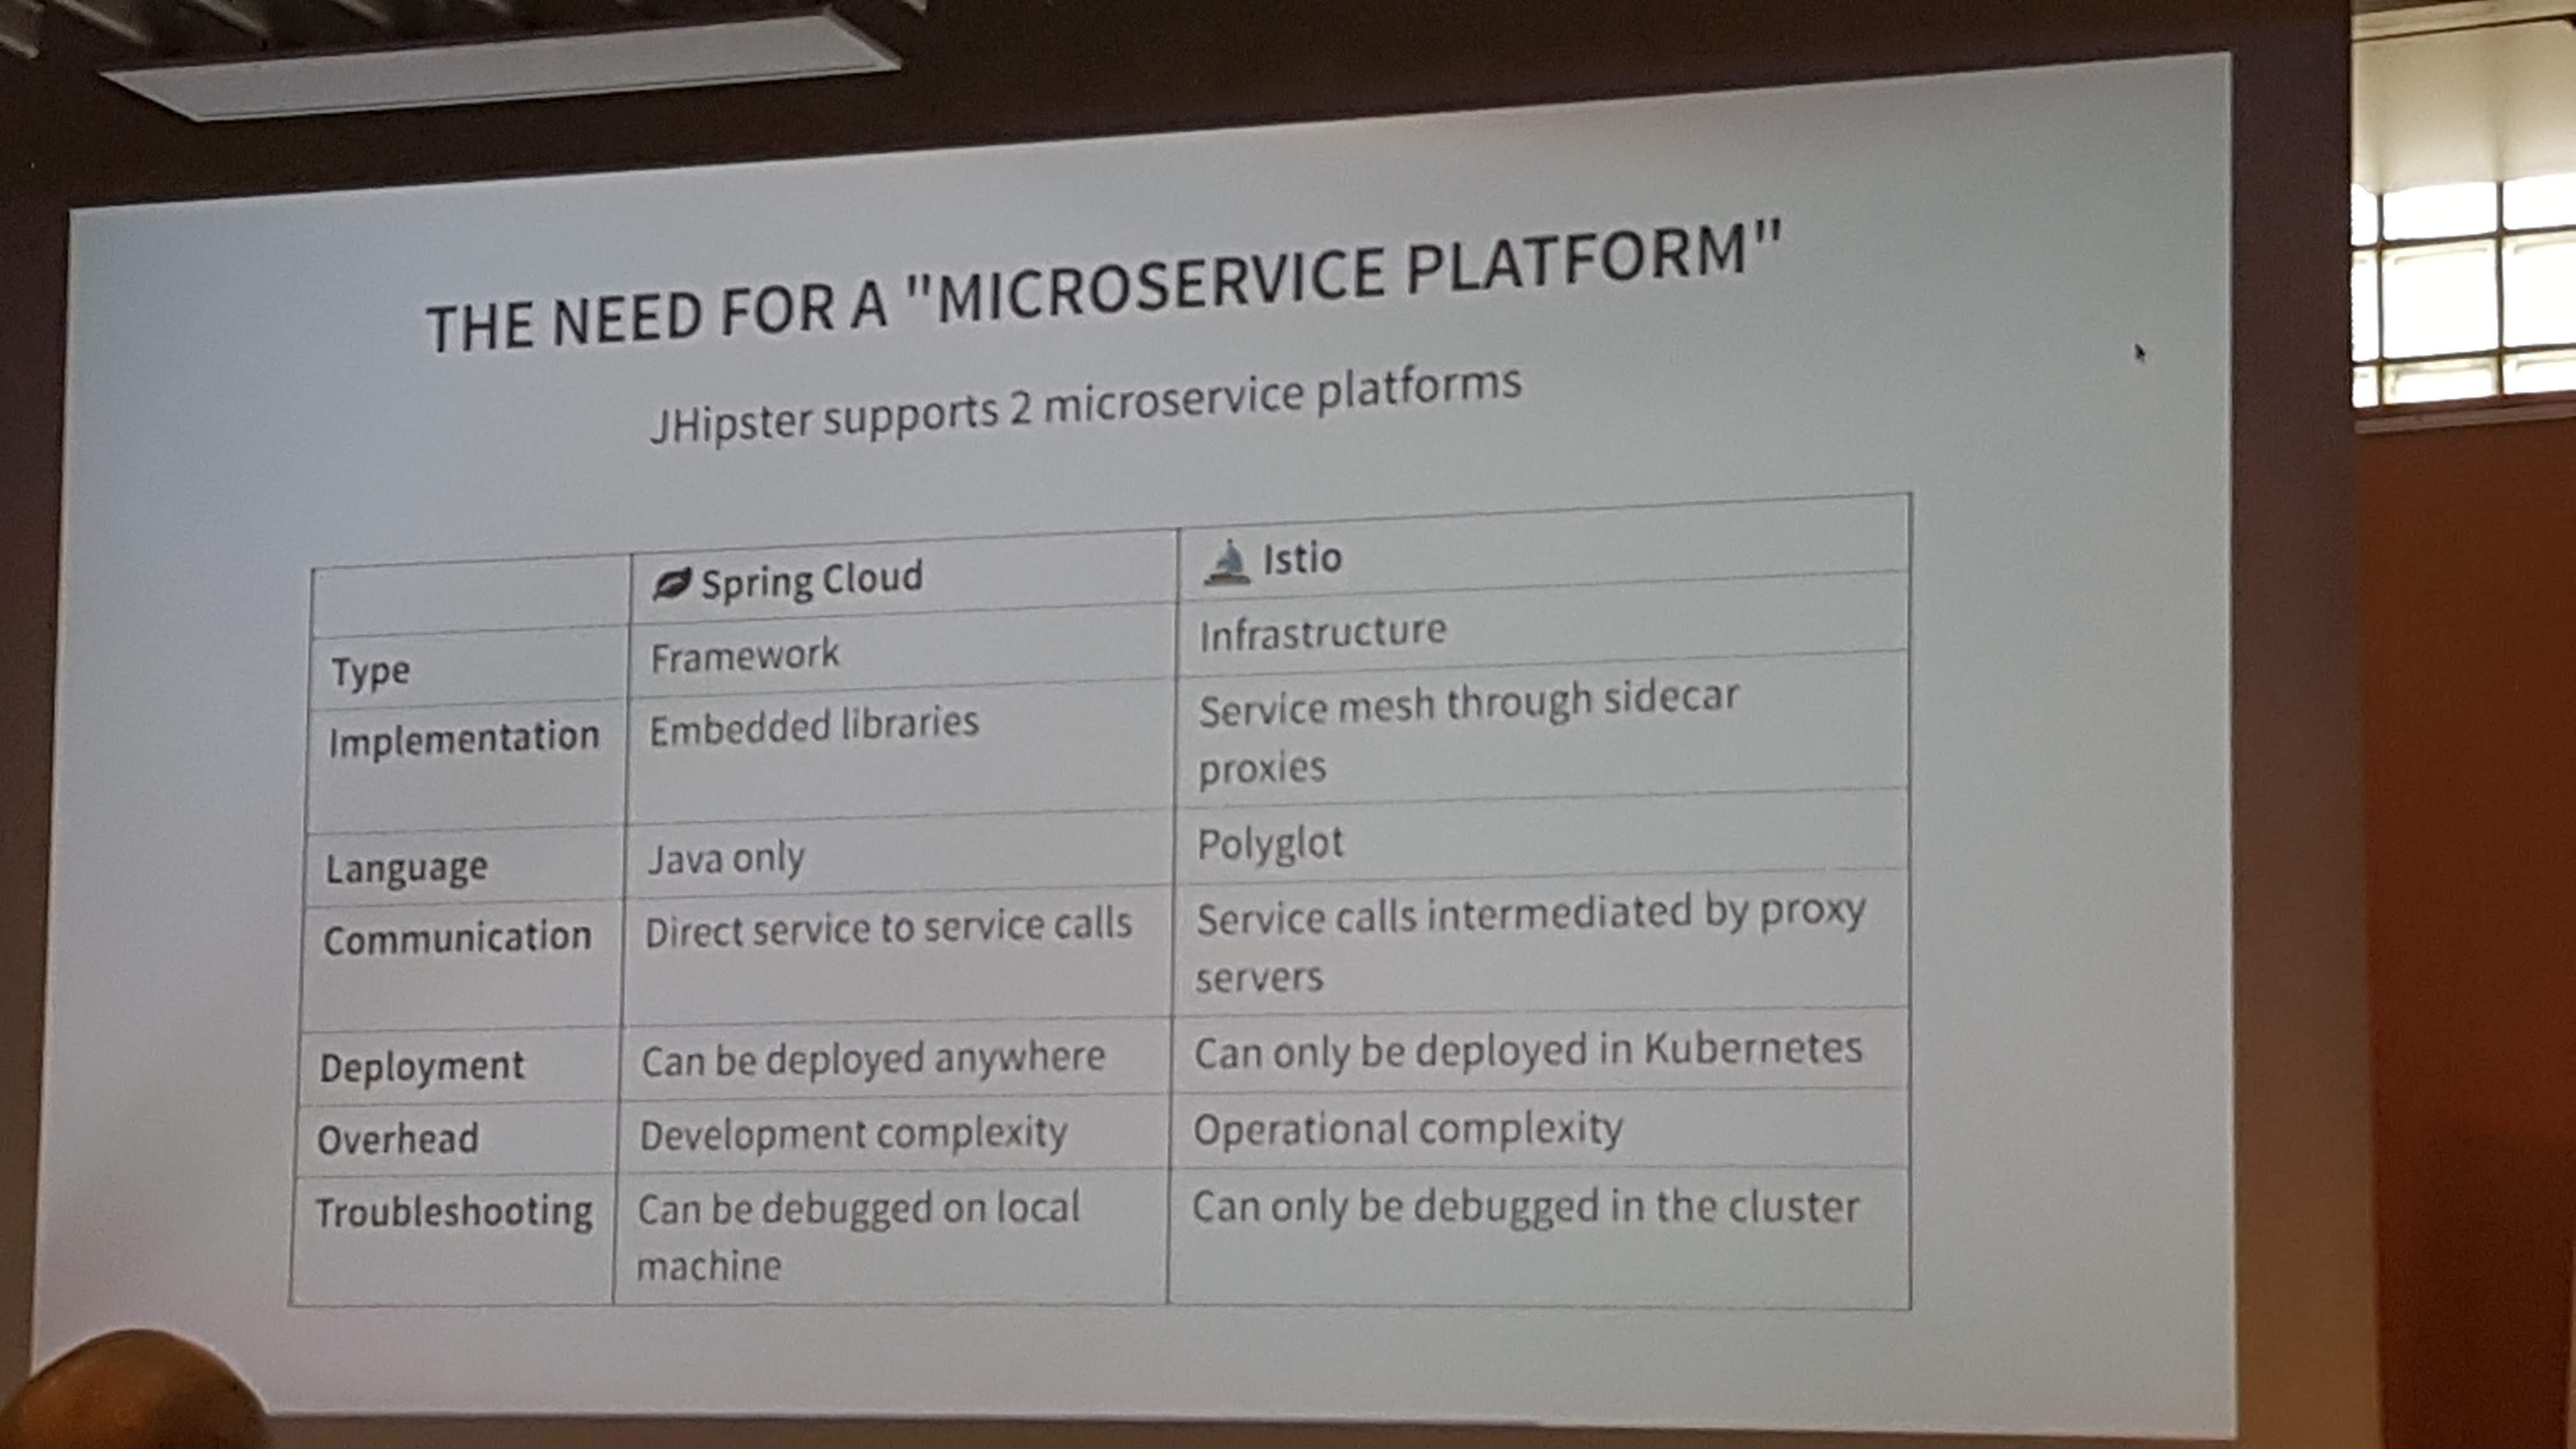 THE NEED FOR A "MICROSERVICE PLATFORM"
JHipster supports 2 microservice platforms
Spring Cloud Istio
Type Framework Infrastructure
Implementation Embedded libraries Service mesh through sidecar
proxies
Language Java only Polyglot
Communication Direct service to service calls Service calls intermediated by proxy
servers
Deployment Can be deployed anywhere Can only be deployed in Kubernetes
Overhead Development complexity Operational complexity
Troubleshooting Can be debugged on local Can only be debugged in the cluster
machine